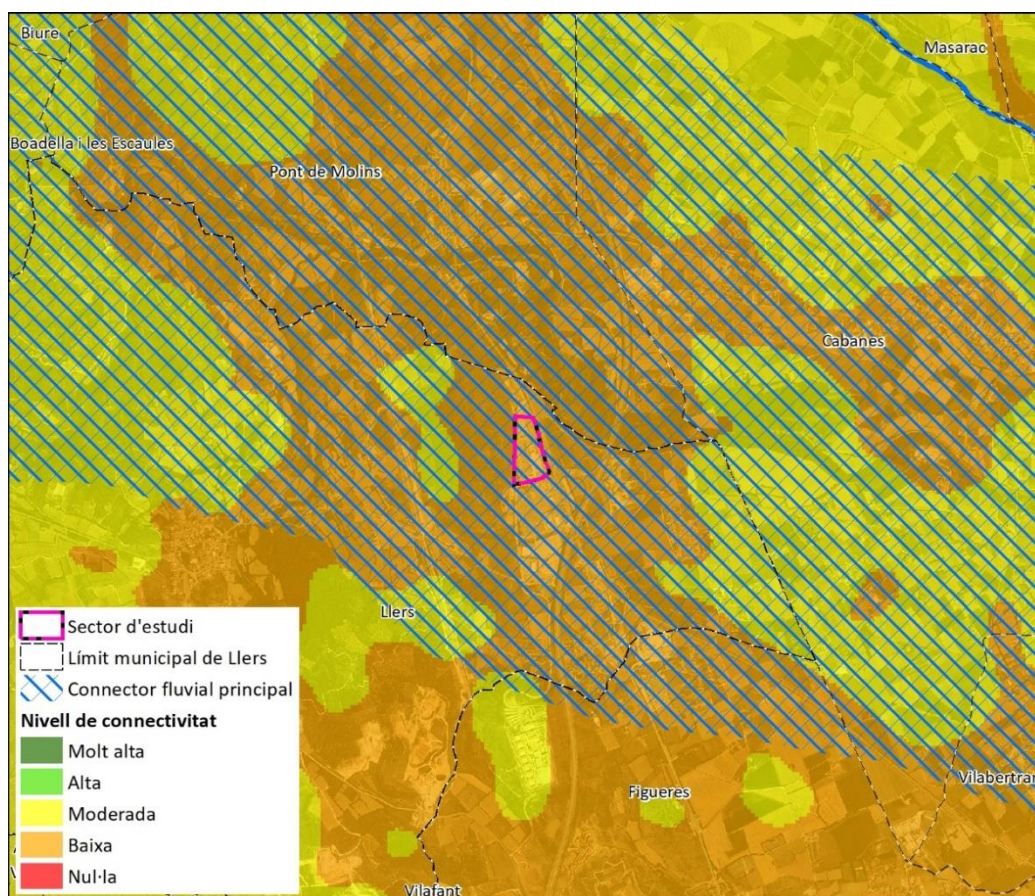 Biure
Masarac
Boadella i les Escaules
Pont de Molins
Cabanes
Llers
Figueres
Vilabertran
Vilafant
Sector d'estudi
Límit municipal de Llers
Connector fluvial principal
Nivell de connectivitat
Molt alta
Alta
Moderada
Baixa
Nul·la